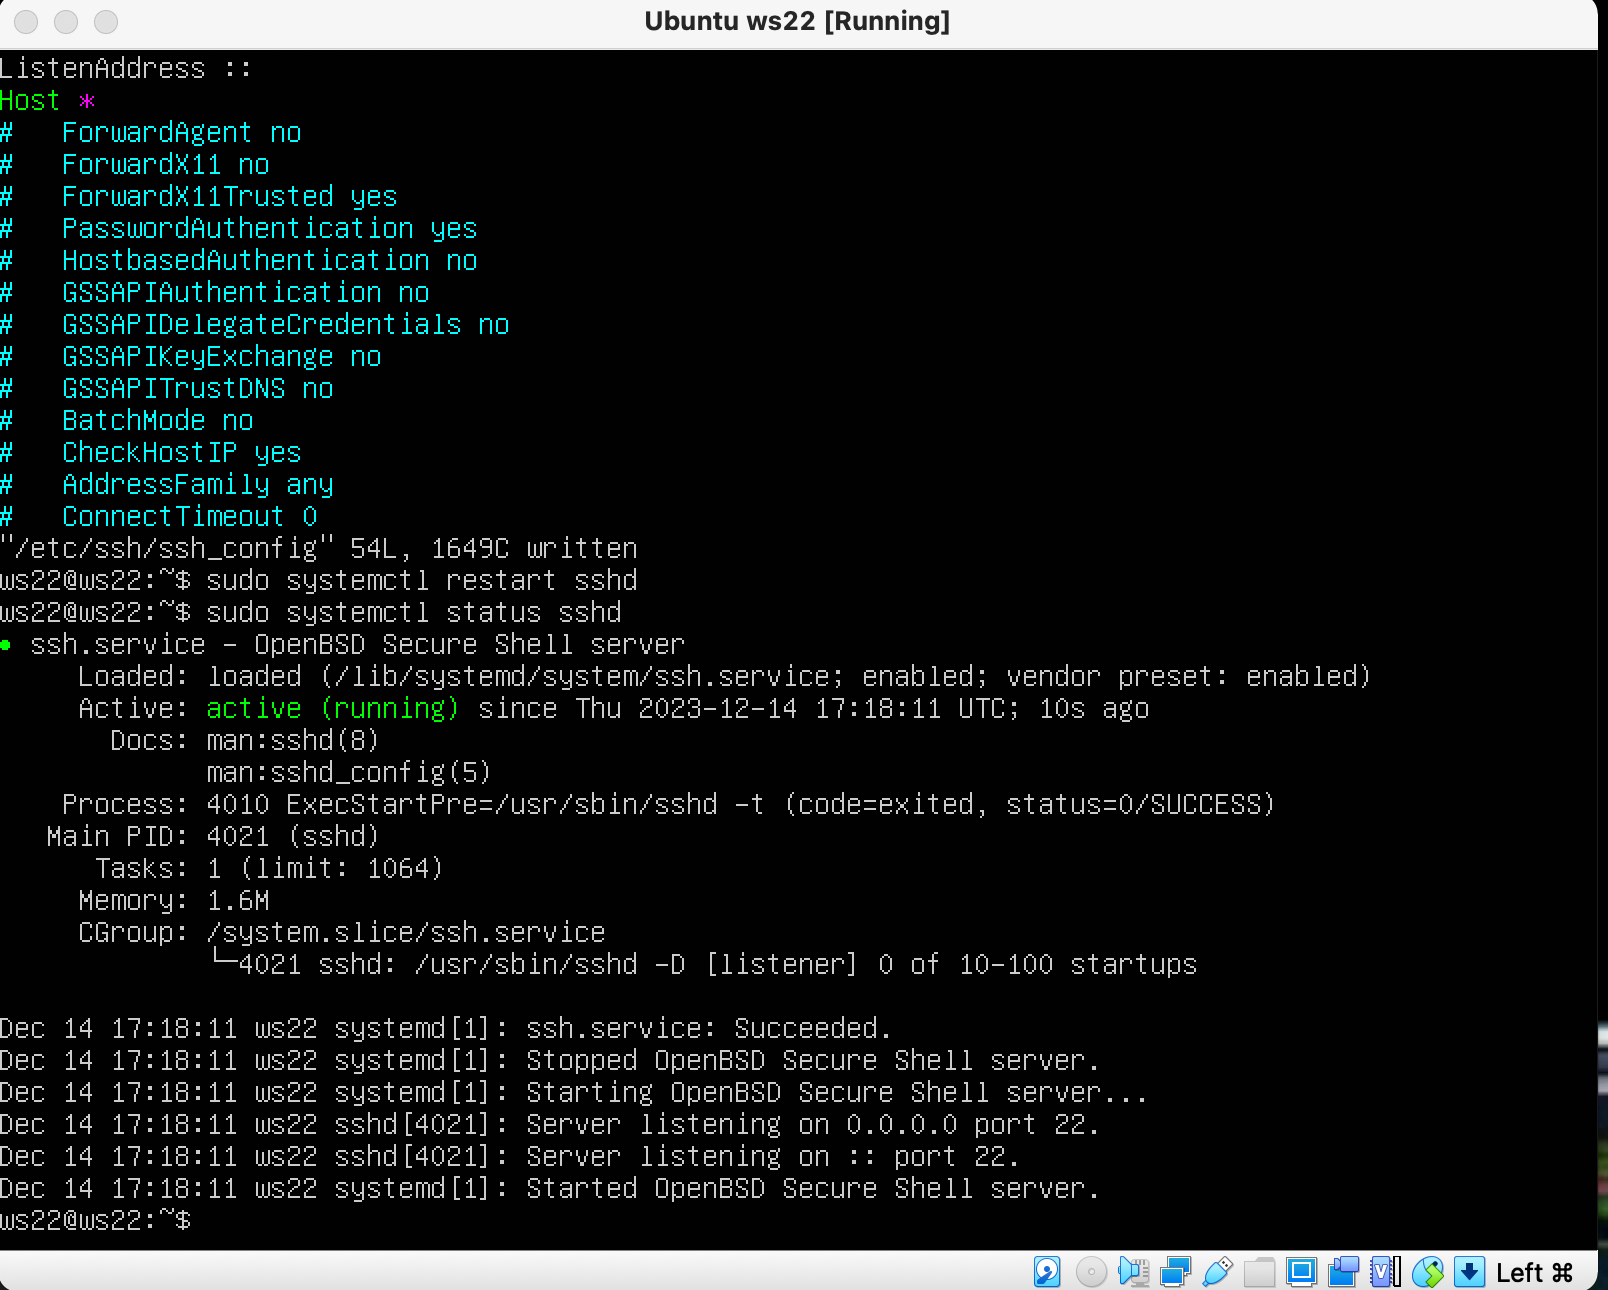 Ubuntu ws22 [Running]
ListenAddress ::
Host *
#   ForwardAgent no
#   ForwardX11 no
#   ForwardX11Trusted yes
#   PasswordAuthentication yes
#   HostbasedAuthentication no
#   GSSAPIAuthentication no
#   GSSAPIDelegateCredentials no
#   GSSAPIKeyExchange no
#   GSSAPITrustDNS no
#   BatchMode no
#   CheckHostIP yes
#   AddressFamily any
#   ConnectTimeout 0
"/etc/ssh/ssh_config" 54L, 1649C written
ws22@ws22:~$ sudo systemctl restart sshd
ws22@ws22:~$ sudo systemctl status sshd
● ssh.service - OpenBSD Secure Shell server
     Loaded: loaded (/lib/systemd/system/ssh.service; enabled; vendor preset: enabled)
     Active: active (running) since Thu 2023-12-14 17:18:11 UTC; 10s ago
       Docs: man:sshd(8)
             man:sshd_config(5)
    Process: 4010 ExecStartPre=/usr/sbin/sshd -t (code=exited, status=0/SUCCESS)
   Main PID: 4021 (sshd)
      Tasks: 1 (limit: 1064)
     Memory: 1.6M
     CGroup: /system.slice/ssh.service
             └─4021 sshd: /usr/sbin/sshd -D [listener] 0 of 10-100 startups
Dec 14 17:18:11 ws22 systemd[1]: ssh.service: Succeeded.
Dec 14 17:18:11 ws22 systemd[1]: Stopped OpenBSD Secure Shell server.
Dec 14 17:18:11 ws22 systemd[1]: Starting OpenBSD Secure Shell server...
Dec 14 17:18:11 ws22 sshd[4021]: Server listening on 0.0.0.0 port 22.
Dec 14 17:18:11 ws22 sshd[4021]: Server listening on :: port 22.
Dec 14 17:18:11 ws22 systemd[1]: Started OpenBSD Secure Shell server.
ws22@ws22:~$
Left ⌘